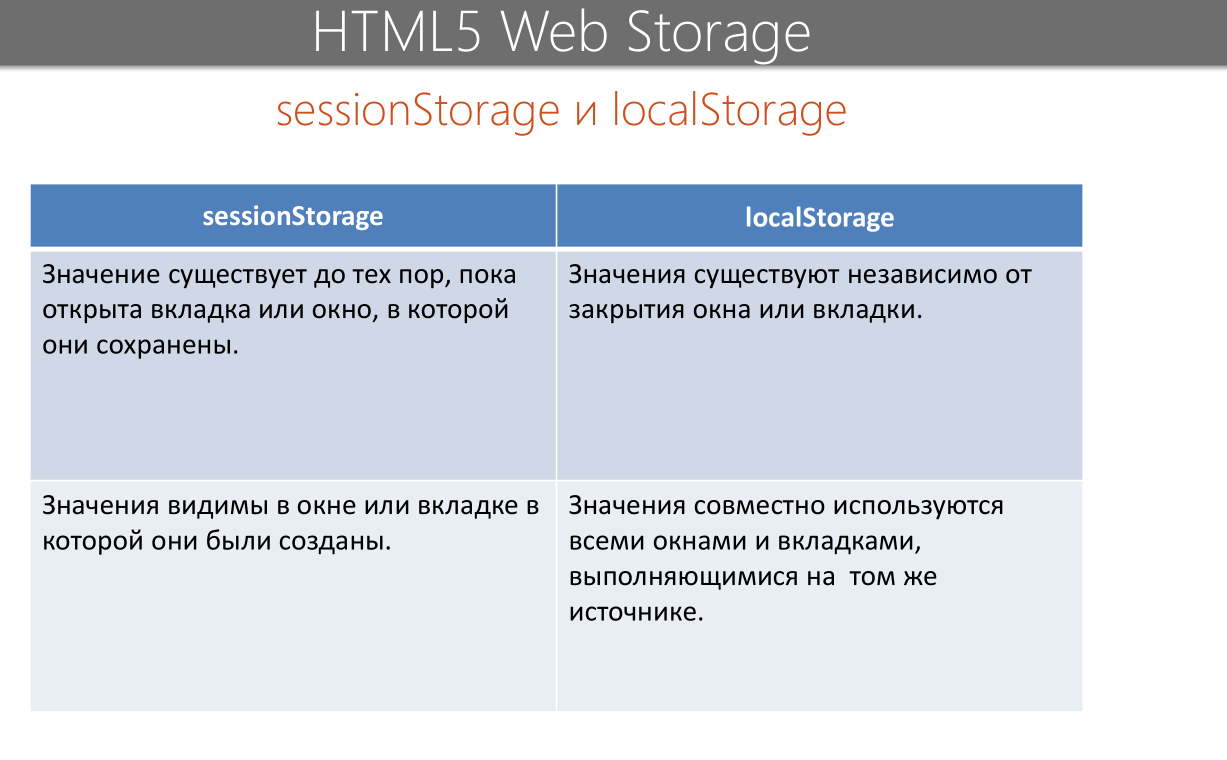 HTML5 Web Storage
sessionStorage и localStorage
sessionStorage
localStorage
Значение существует до тех пор, пока
открыта вкладка или окно, в которой
они сохранены.
Значения существуют независимо от
закрытия окна или вкладки.
Значения видимы в окне или вкладке в
которой они были созданы.
Значения совместно используются
всеми окнами и вкладками,
выполняющимися на  том же
источнике.